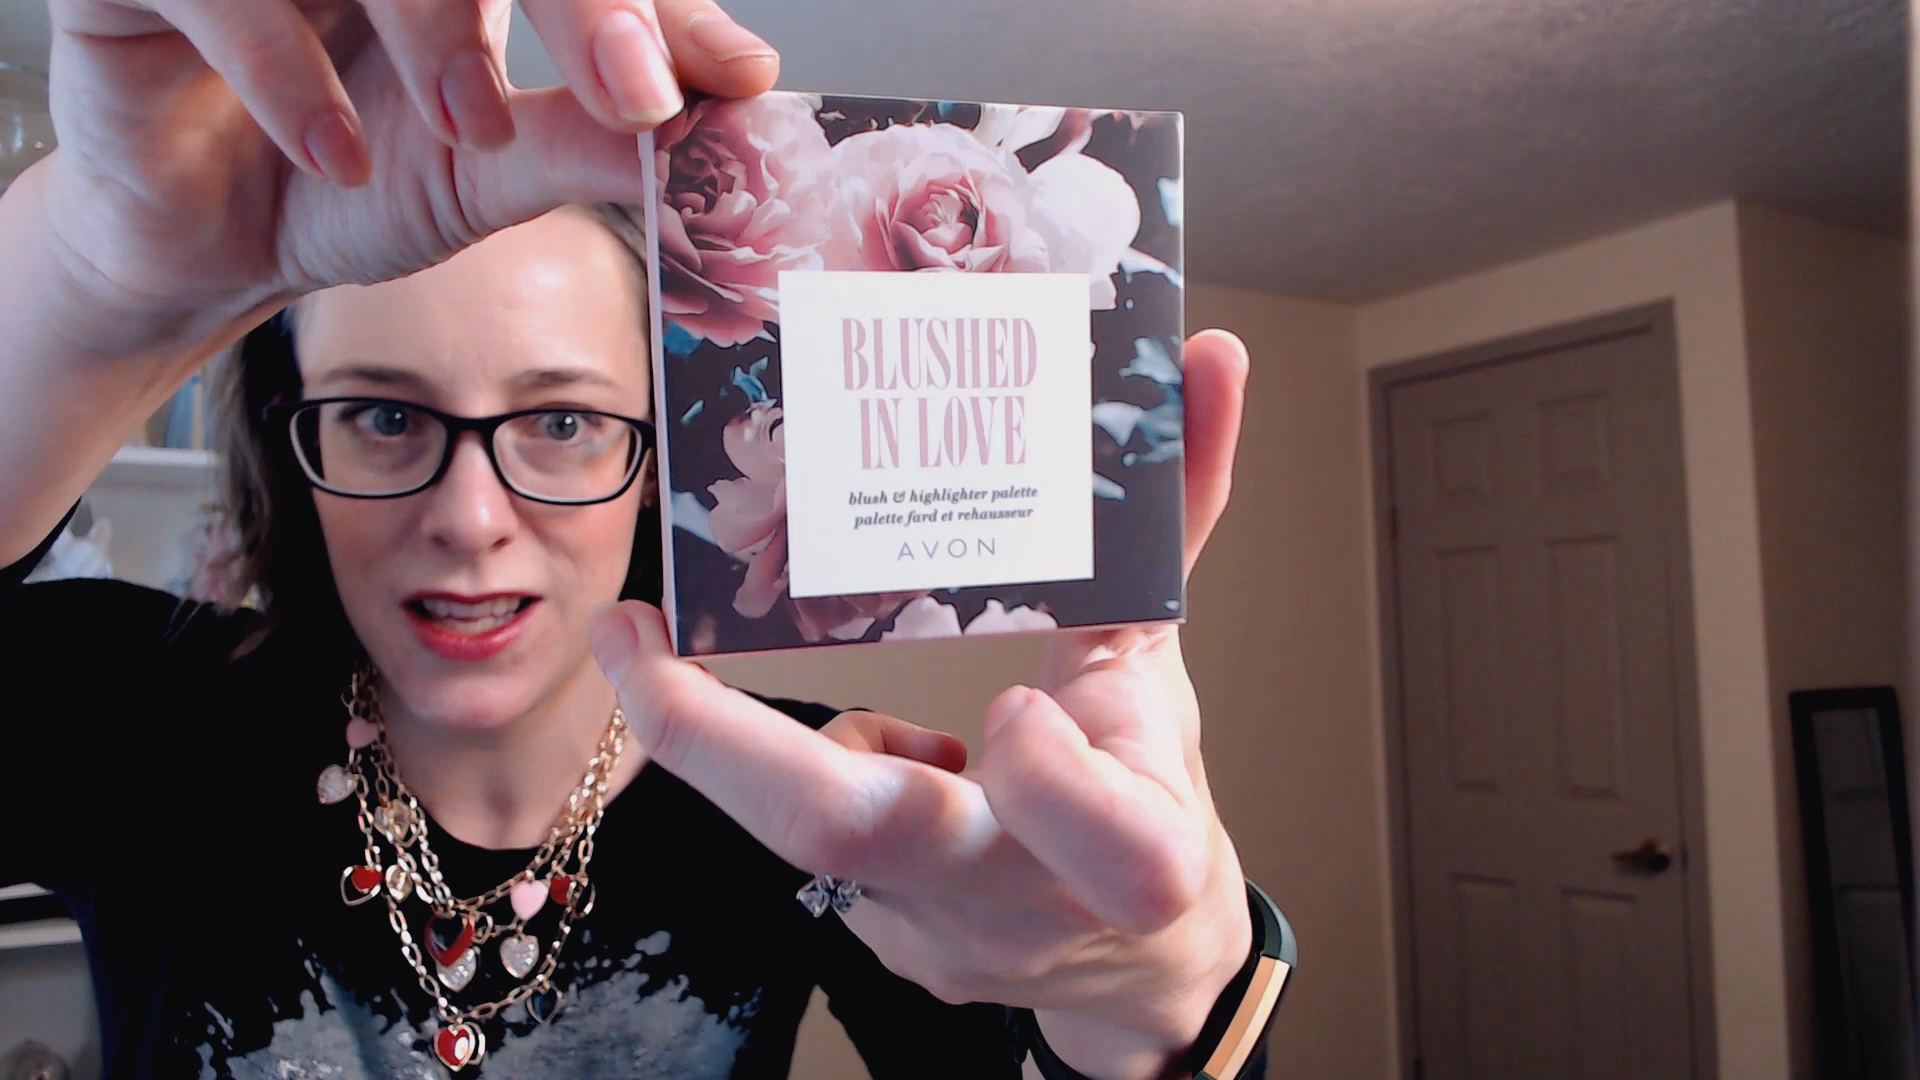 BLUSHED
IN LOVE
blush & highlighter palette
palette fard et rehausseur
AVON